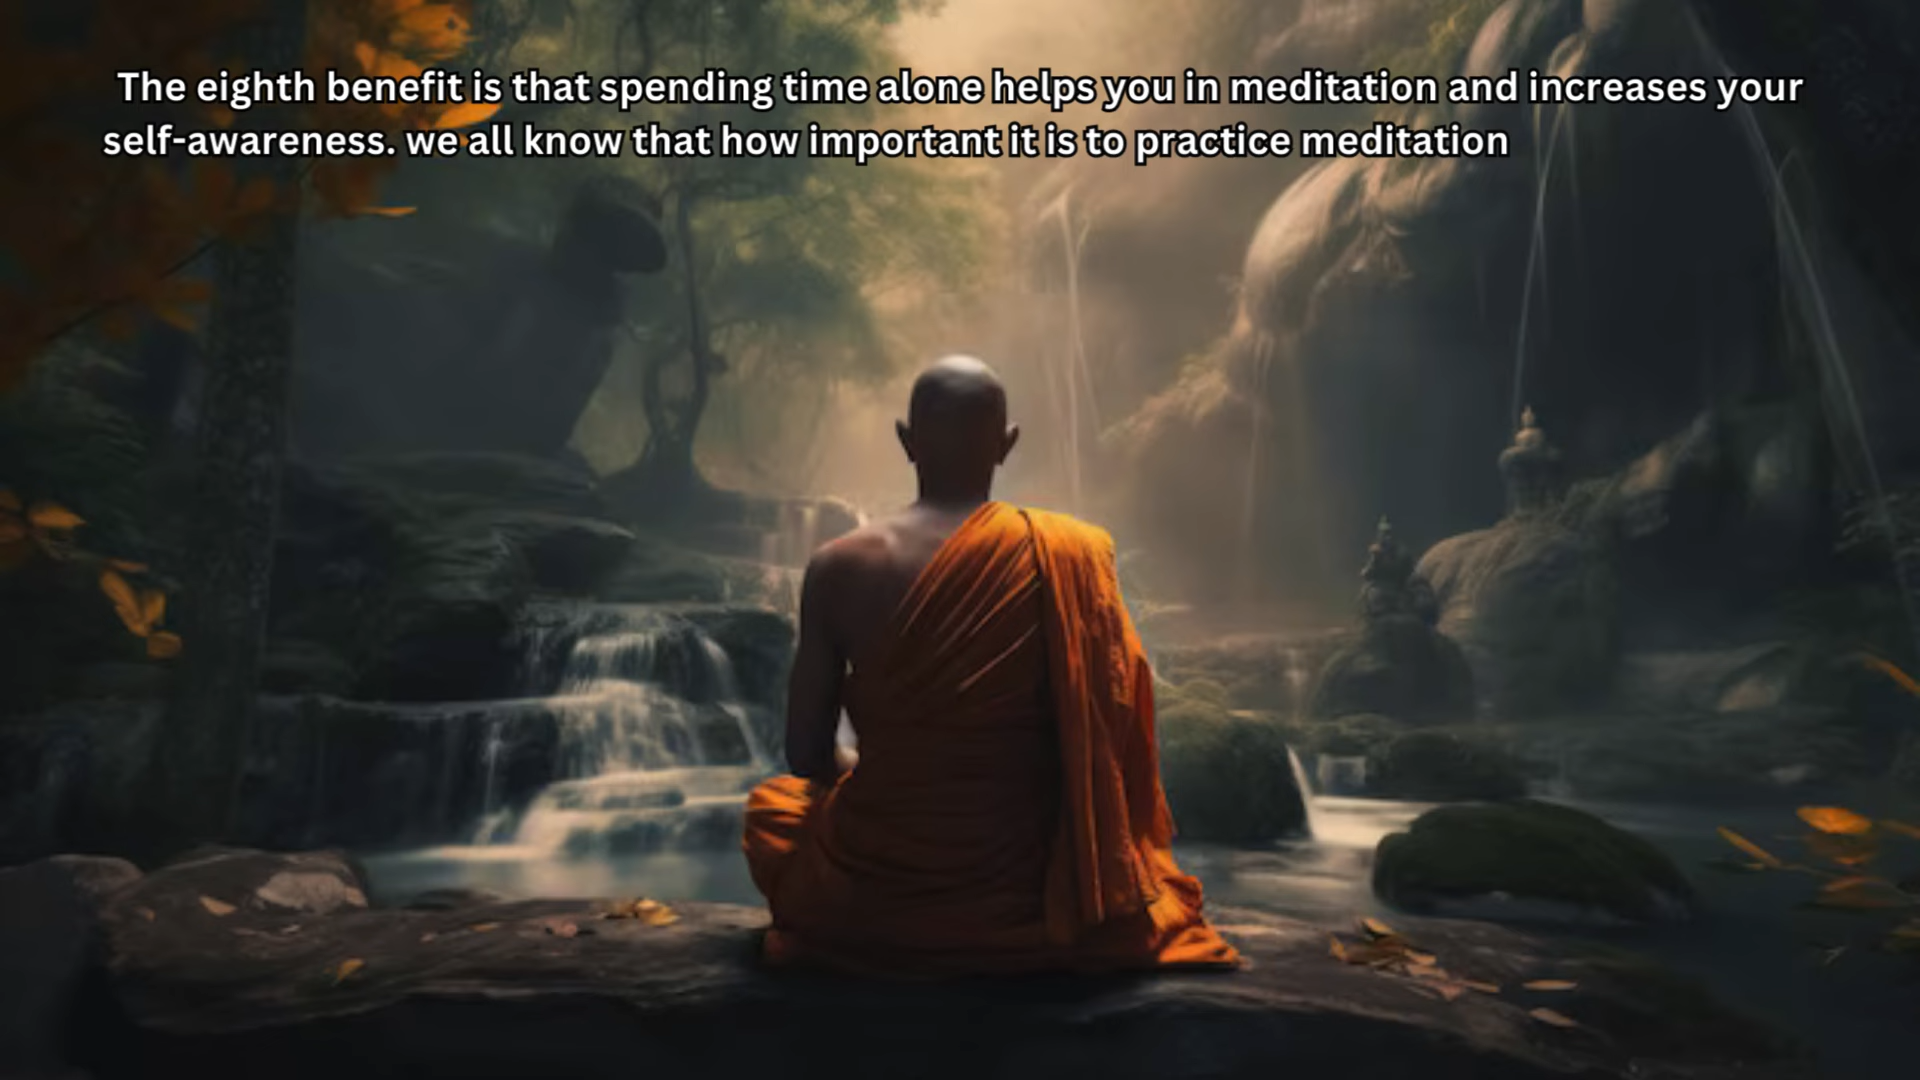 The eighth benefit is that spending time alone helps you in meditation and increases your
self-awareness. we all know that how important it is to practice meditation